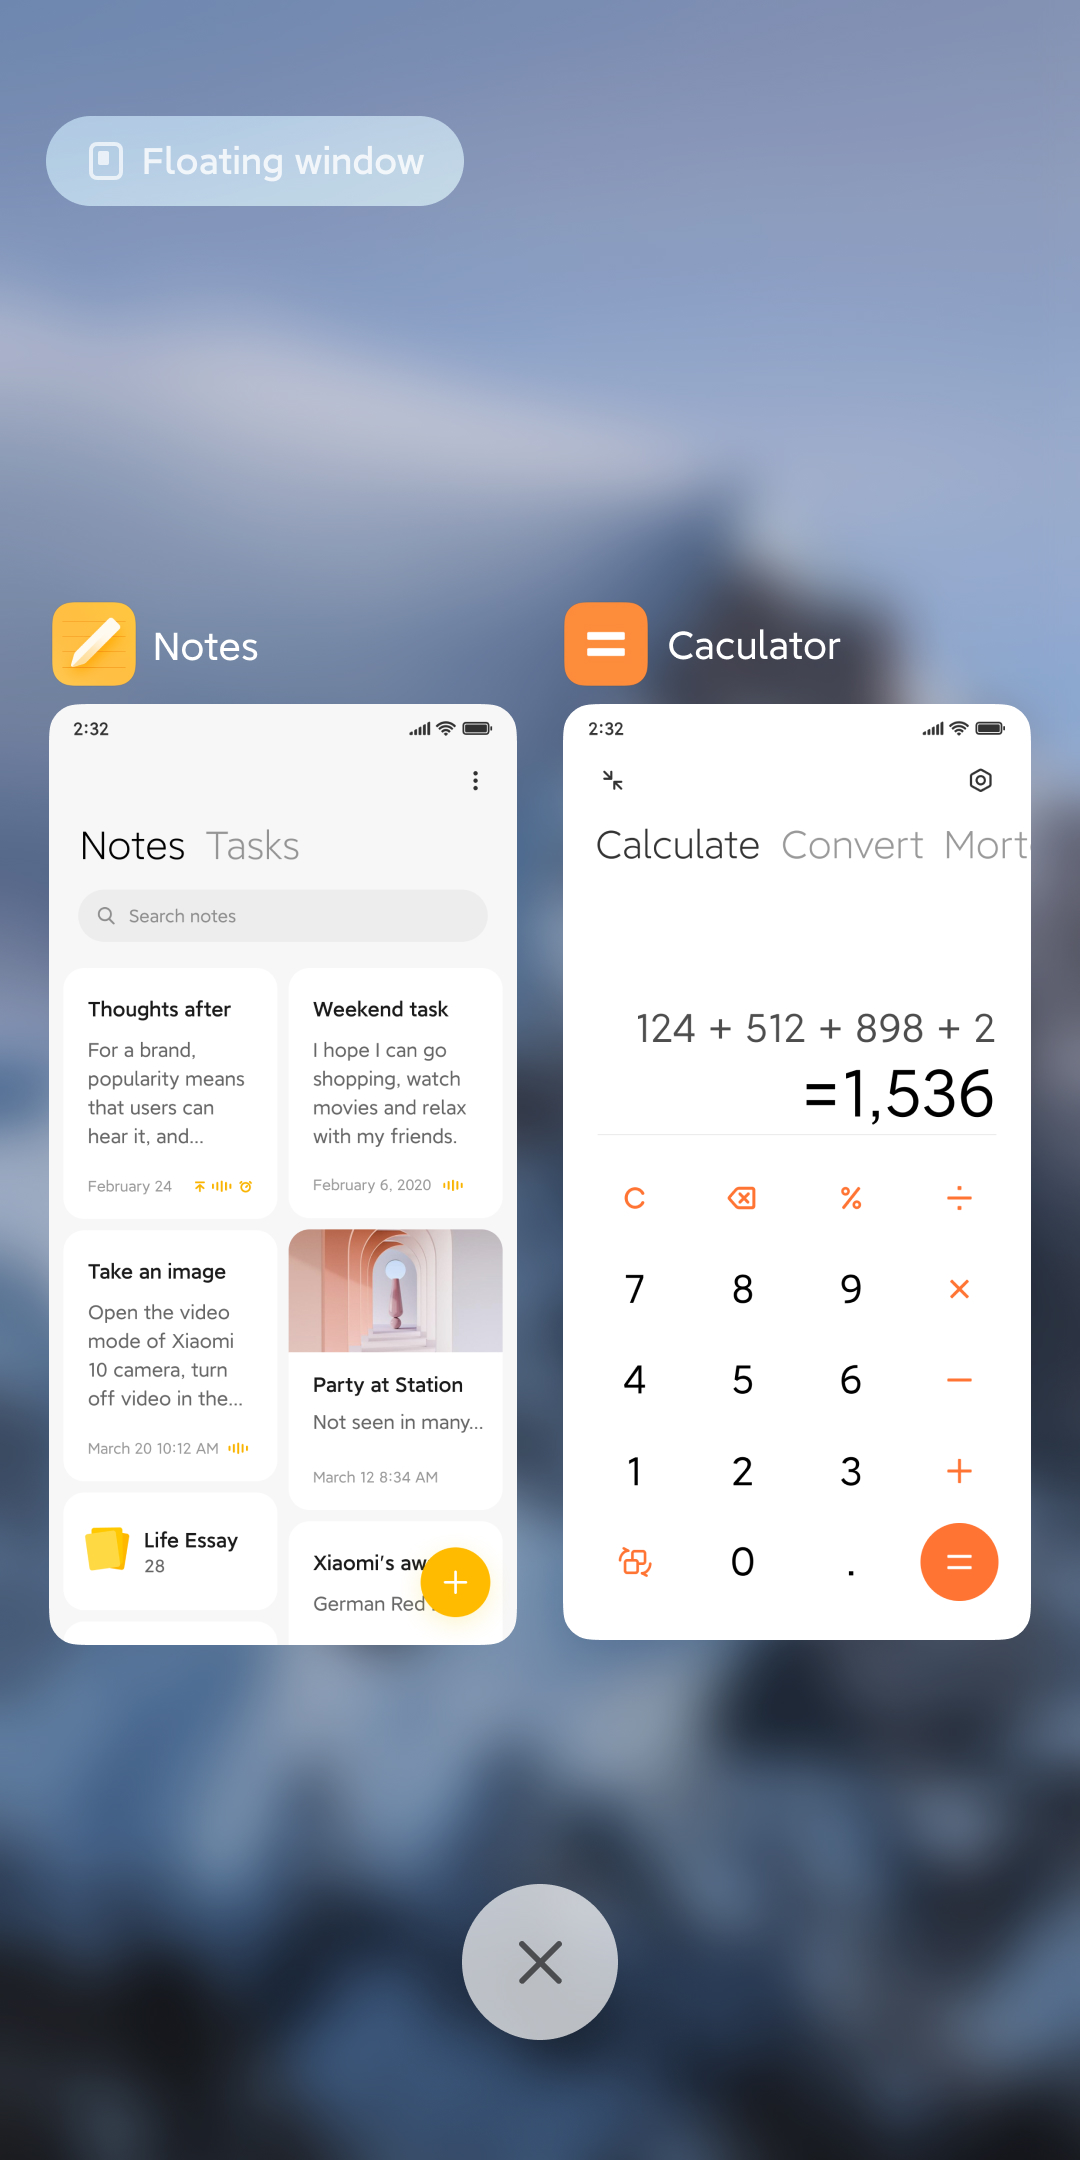 Floating window
Notes
Caculator
2:32
Notes Tasks
Search notes
Thoughts after
For a brand,
popularity means
that users can
hear it, and...
February 24
Weekend task
I hope I can go
shopping, watch
movies and relax
with my friends.
February 6, 2020
Take an image
Open the video
mode of Xiaomi
10 camera, turn
off video in the...
March 20 10:12 AM
Party at Station
Not seen in many...
March 12 8:34 AM
Life Essay
28
Xiaomi's aw
German Red
2:32
Calculate Convert Mort
124 + 512 + 898 + 2
=1,536
C % ÷
7 8 9 ×
4 5 6 −
1 2 3 +
0 . =